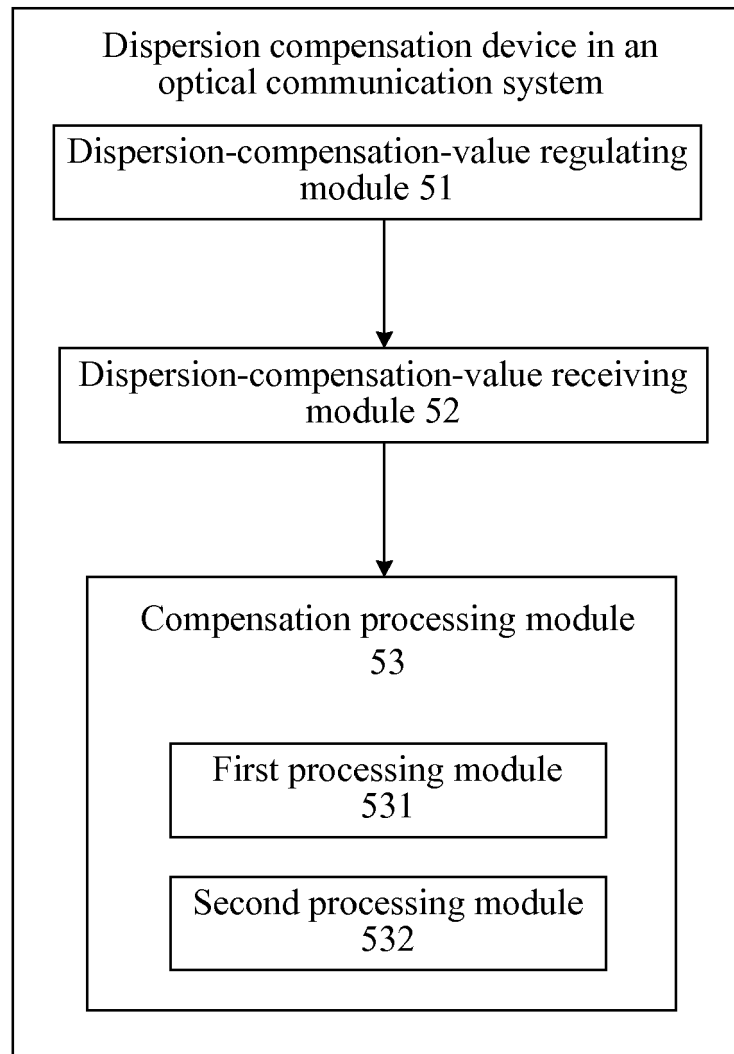 Dispersion compensation device in an
optical communication system
Dispersion-compensation-value regulating
module 51
Dispersion-compensation-value receiving
module 52
Compensation processing module
53
First processing module
531
Second processing module
532